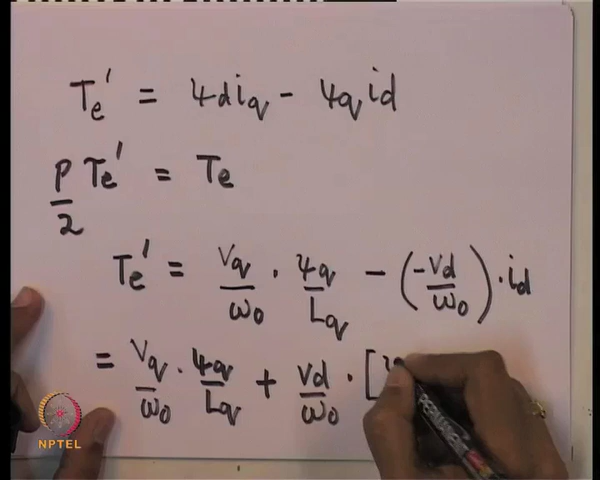 Te' = ψd iq - ψq id
P/2 Te' = Te
Te' = Vq/ω0 · ψq/Lq - (-Vd/ω0) · id
= Vq/ω0 · ψq/Lq + Vd/ω0 · [
NPTEL